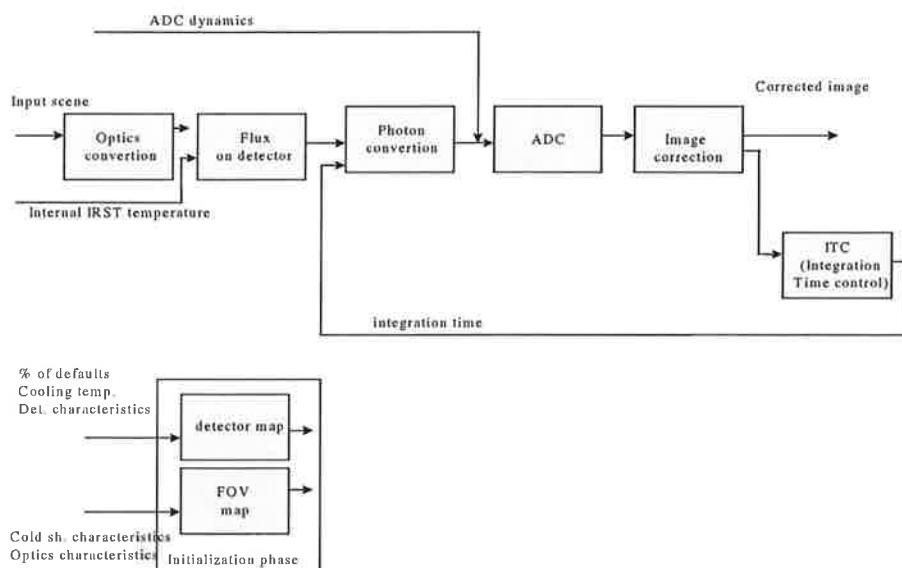 ADC dynamics
Input scene
Corrected image
Optics
convertion
Flux
on detector
Photon
convertion
ADC
Image
correction
Internal IRST temperature
ITC
(Integration
Time control)
integration time
% of defaults
Cooling temp.
Det. characteristics
detector map
FOV
map
Cold sh. characteristics
Optics characteristics
Initialization phase